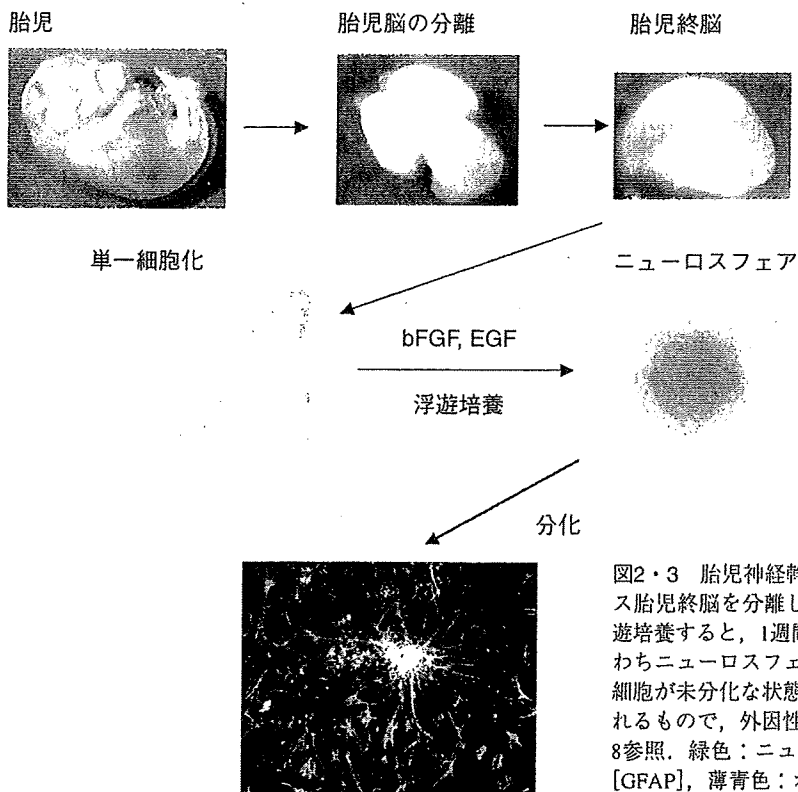 胎児
胎児脳の分離
胎児終脳
単一細胞化
ニューロスフェア
bFGF, EGF
浮遊培養
分化
図2・3 胎児神経幹
ス胎児終脳を分離し
遊培養すると,1週間
わちニューロスフェ
細胞が未分化な状態
れるもので,外因性
8参照.緑色:ニュ
[GFAP],薄青色:オ